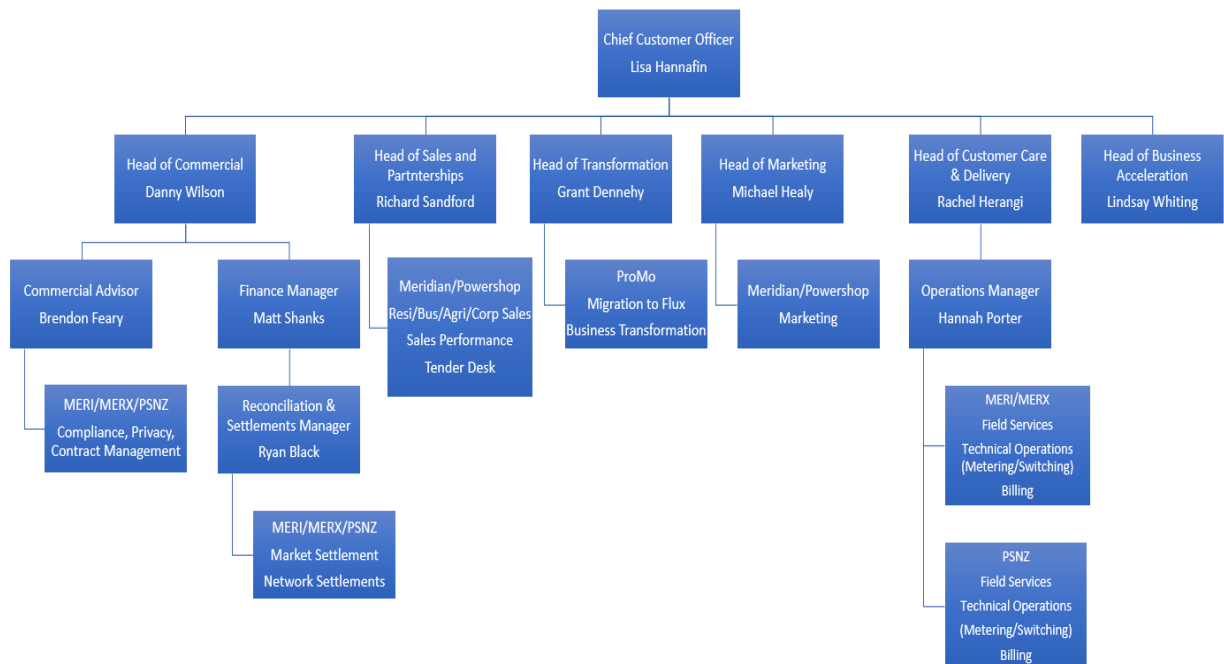 Chief Customer Officer
Lisa Hannafin
Head of Commercial
Danny Wilson
Head of Sales and
Partnterships
Richard Sandford
Head of Transformation
Grant Dennehy
Head of Marketing
Michael Healy
Head of Customer Care
& Delivery
Rachel Herangi
Head of Business
Acceleration
Lindsay Whiting
Commercial Advisor
Brendon Feary
Finance Manager
Matt Shanks
Meridian/Powershop
Resi/Bus/Agri/Corp Sales
Sales Performance
Tender Desk
ProMo
Migration to Flux
Business Transformation
Meridian/Powershop
Marketing
Operations Manager
Hannah Porter
MERI/MERX/PSNZ
Compliance, Privacy,
Contract Management
Reconciliation &
Settlements Manager
Ryan Black
MERI/MERX
Field Services
Technical Operations
(Metering/Switching)
Billing
MERI/MERX/PSNZ
Market Settlement
Network Settlements
PSNZ
Field Services
Technical Operations
(Metering/Switching)
Billing